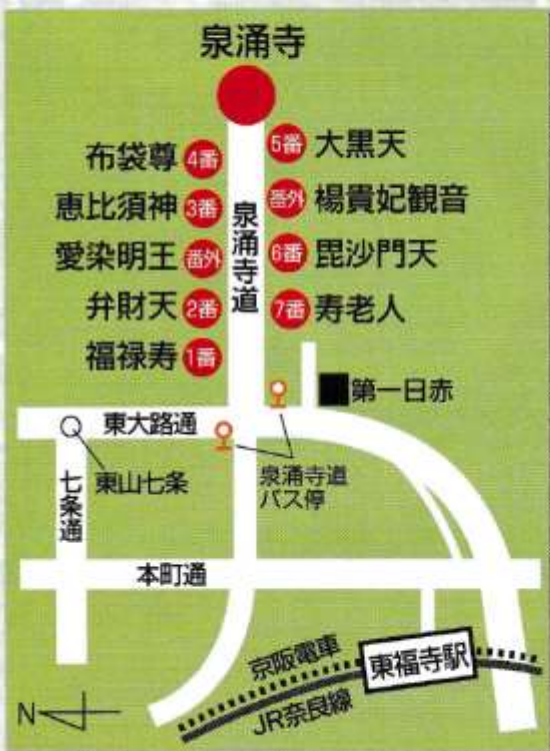 泉涌寺
布袋尊 4番
5番 大黒天
恵比須神 3番
番外 楊貴妃観音
愛染明王 番外
6番 毘沙門天
弁財天 2番
7番 寿老人
福禄寿 1番
泉涌寺道
第一日赤
東大路通
東山七条
泉涌寺道
バス停
七条通
本町通
京阪電車
東福寺駅
JR奈良線
N